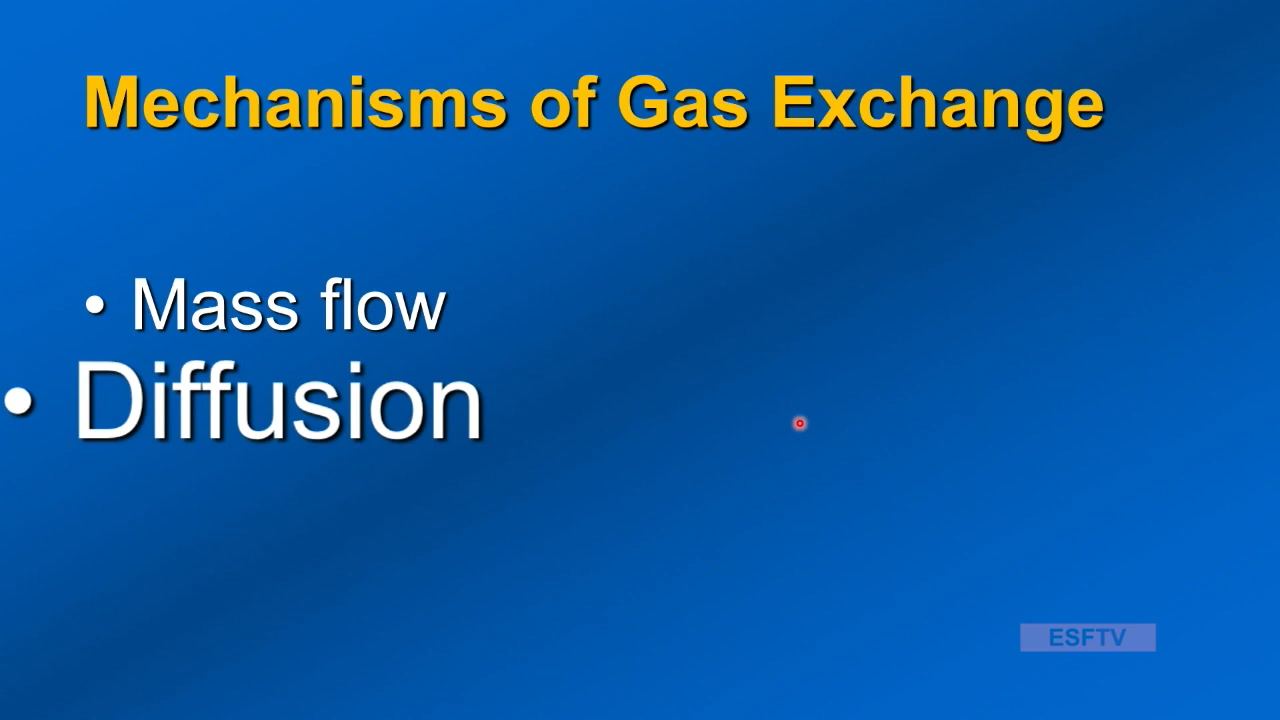 Mechanisms of Gas Exchange
• Mass flow
• Diffusion
ESFTV